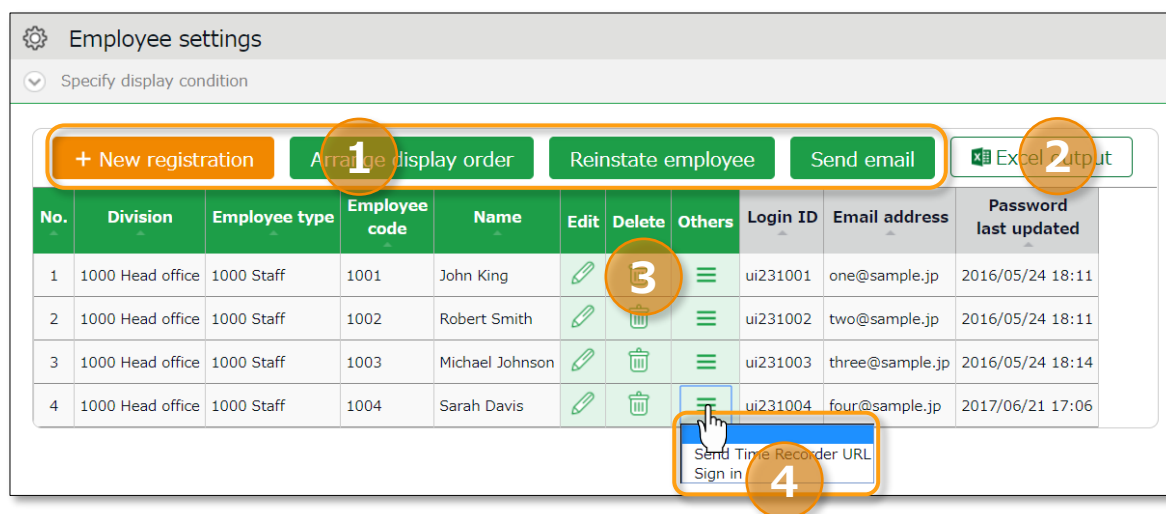 Employee settings
Specify display condition
+ New registration Arrange display order Reinstate employee Send email Excel output
1 2
No. Division Employee type Employee code Name Edit Delete Others Login ID Email address Password last updated
1 1000 Head office 1000 Staff 1001 John King ui231001 one@sample.jp 2016/05/24 18:11
3
2 1000 Head office 1000 Staff 1002 Robert Smith ui231002 two@sample.jp 2016/05/24 18:11
3 1000 Head office 1000 Staff 1003 Michael Johnson ui231003 three@sample.jp 2016/05/24 18:14
4 1000 Head office 1000 Staff 1004 Sarah Davis ui231004 four@sample.jp 2017/06/21 17:06
Send Time Recorder URL
Sign in
4